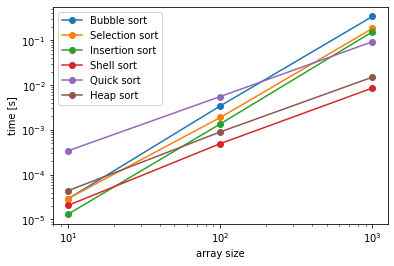 Bubble sort
Selection sort
Insertion sort
Shell sort
Quick sort
Heap sort
time [s]
10⁻¹
10⁻²
10⁻³
10⁻⁴
10⁻⁵
10¹
10²
10³
array size